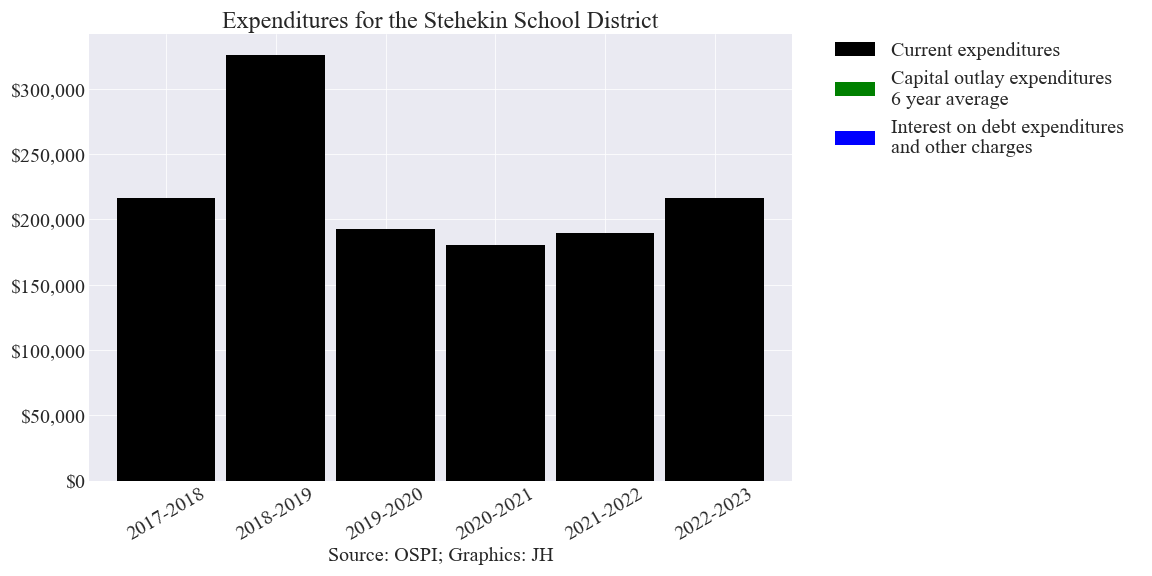 Expenditures for the Stehekin School District
Current expenditures
Capital outlay expenditures
6 year average
Interest on debt expenditures
and other charges
$300,000
$250,000
$200,000
$150,000
$100,000
$50,000
$0
2017-2018
2018-2019
2019-2020
2020-2021
2021-2022
2022-2023
Source: OSPI; Graphics: JH